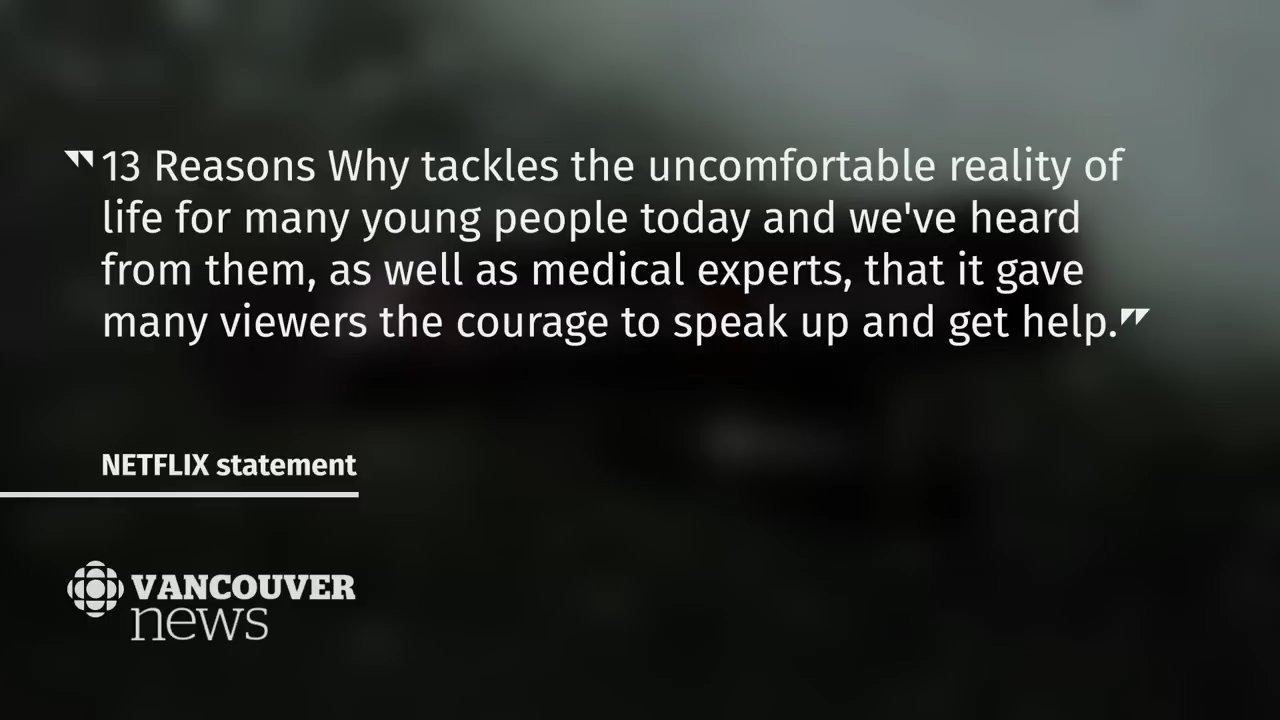 "13 Reasons Why tackles the uncomfortable reality of
life for many young people today and we've heard
from them, as well as medical experts, that it gave
many viewers the courage to speak up and get help."
NETFLIX statement
VANCOUVER
news